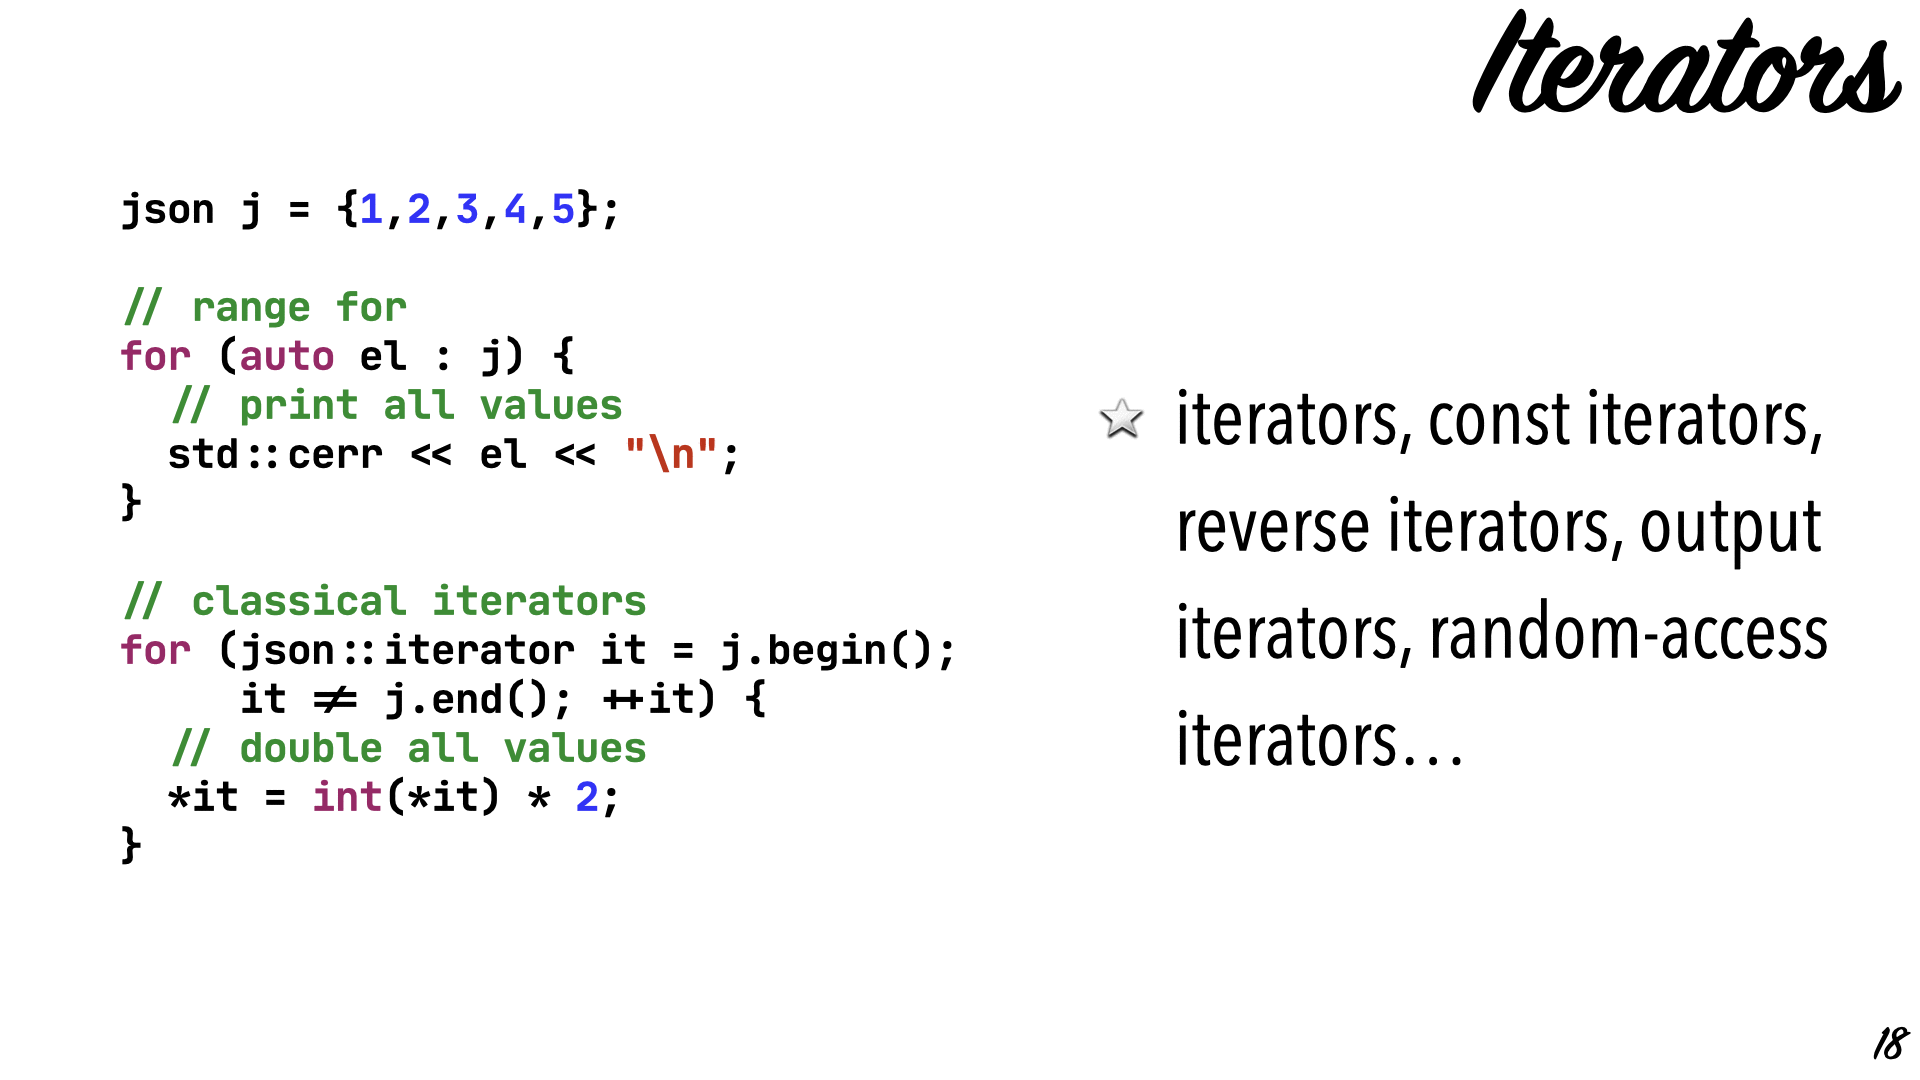 Iterators
json j = {1,2,3,4,5};
// range for
for (auto el : j) {
  // print all values
  std::cerr << el << "\n";
}
// classical iterators
for (json::iterator it = j.begin();
     it != j.end(); ++it) {
  // double all values
  *it = int(*it) * 2;
}
iterators, const iterators,
reverse iterators, output
iterators, random-access
iterators…
18